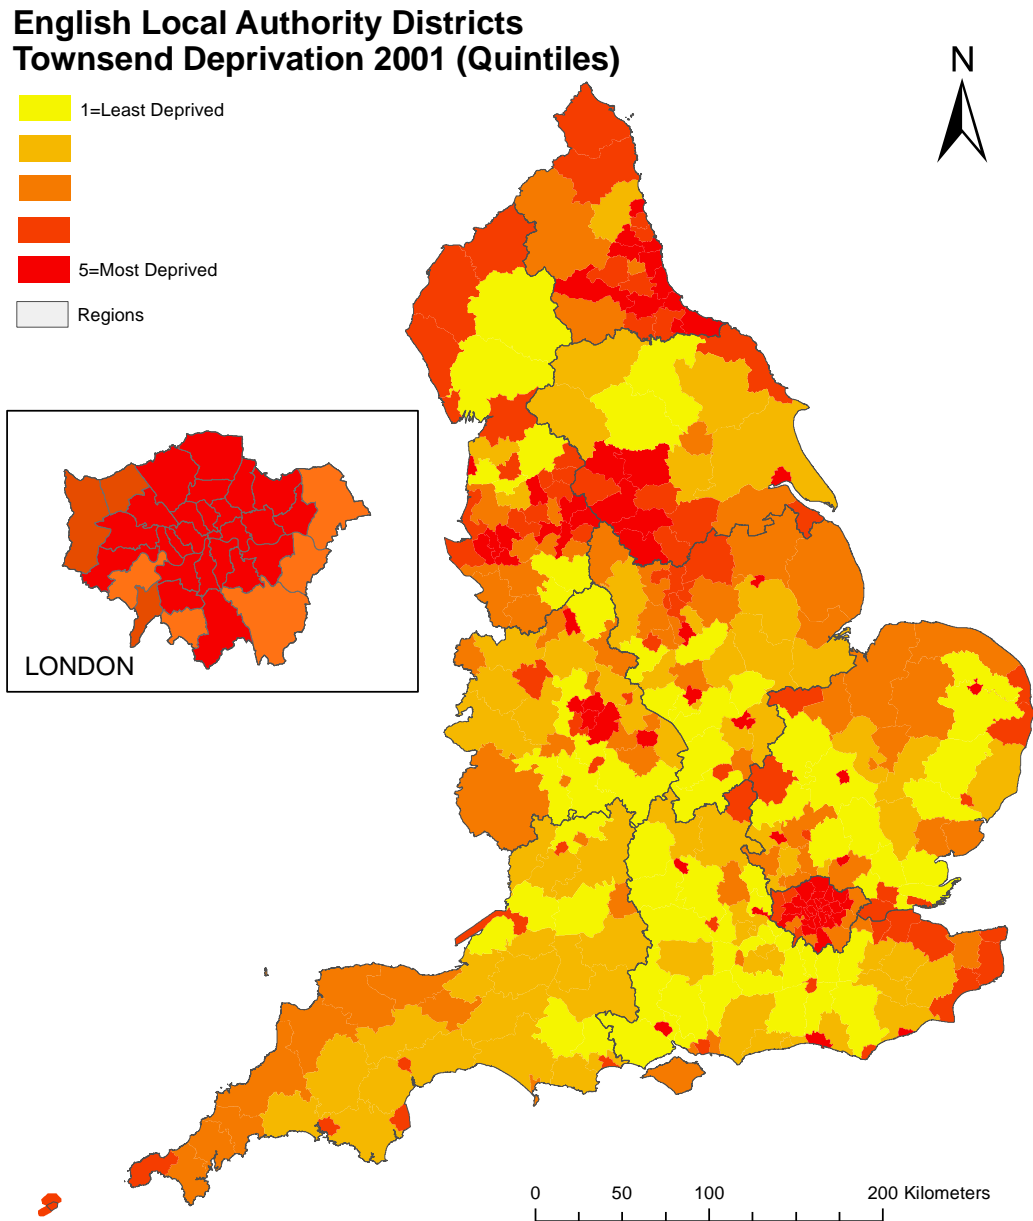 English Local Authority Districts
Townsend Deprivation 2001 (Quintiles)
N
1=Least Deprived
5=Most Deprived
Regions
LONDON
0 50 100 200 Kilometers